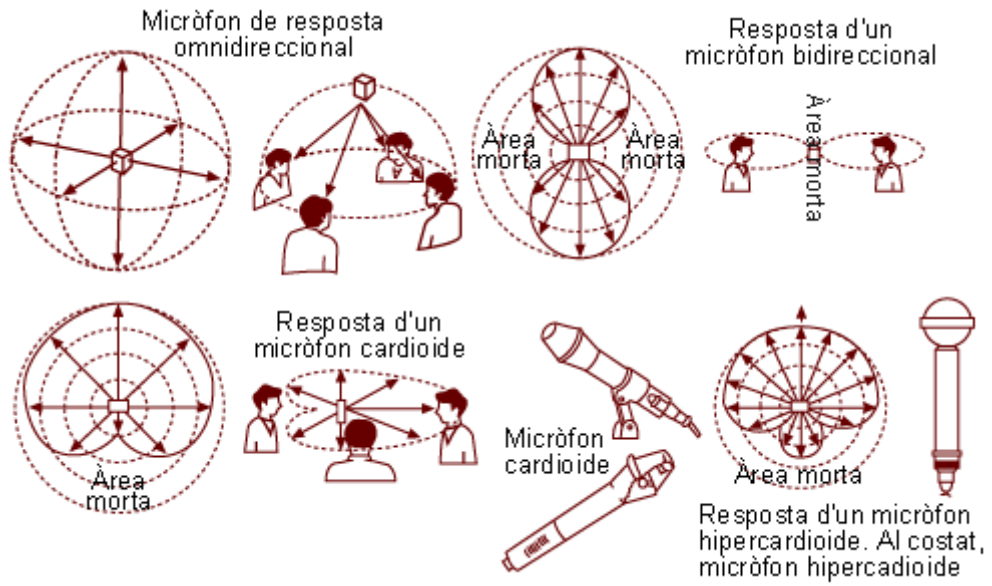 Micròfon de resposta
omnidireccional
Resposta d'un
micròfon bidireccional
Àrea
morta
Àrea
morta
Àrea morta
Resposta d'un
micròfon cardioide
Àrea
morta
Micròfon
cardioide
Àrea morta
Resposta d'un micròfon
hipercardioide. Al costat,
micròfon hipercadioide